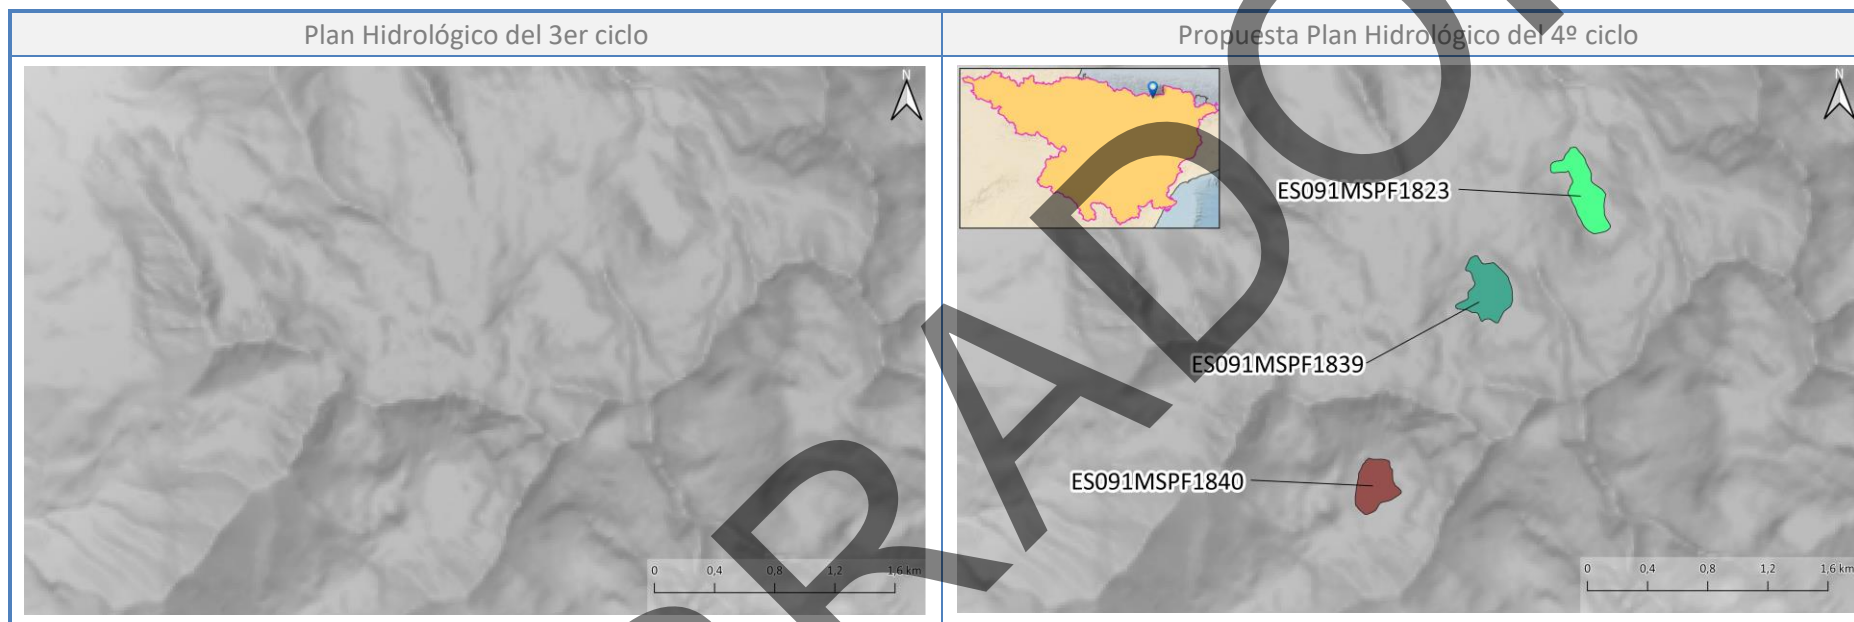 Plan Hidrológico del 3er ciclo
Propuesta Plan Hidrológico del 4º ciclo
N
N
ES091MSPF1823
ES091MSPF1839
ES091MSPF1840
0 0,4 0,8 1,2 1,6 km
0 0,4 0,8 1,2 1,6 km
RADO